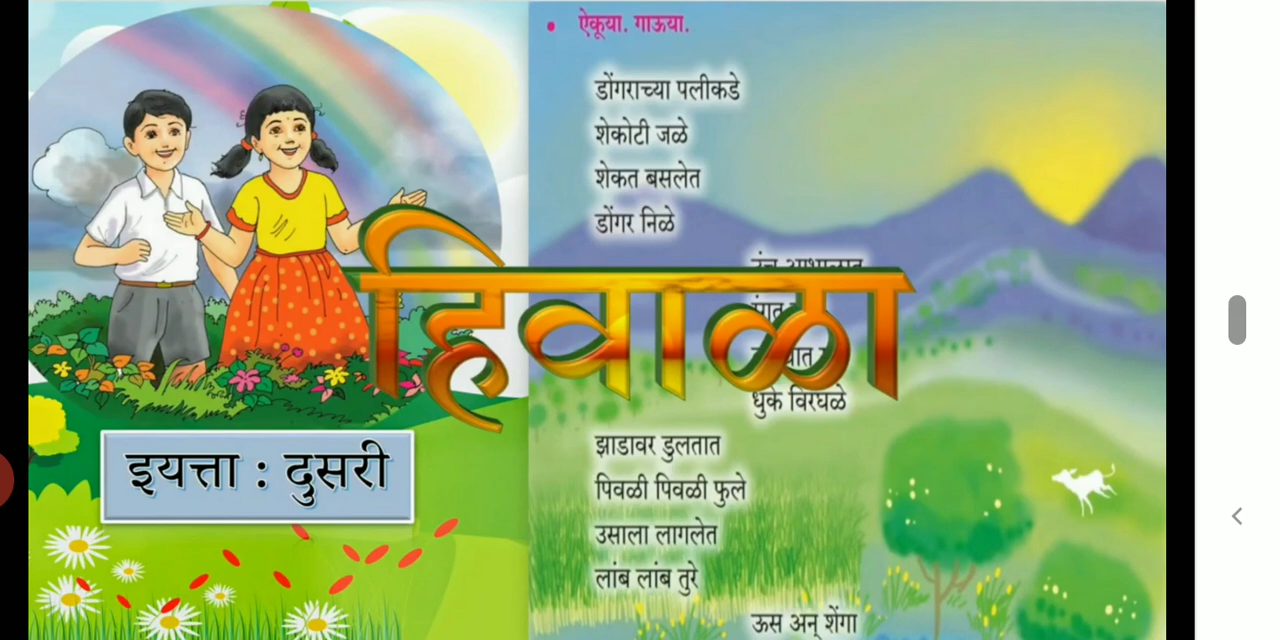 ऐकूया. गाऊया.
डोंगराच्या पलीकडे
शेकोटी जळे
शेकत बसलेत
डोंगर निळे
हिवाळा
धुके विरघळे
झाडावर डुलतात
पिवळी पिवळी फुले
उसाला लागलेत
लांब लांब तुरे
ऊस अन् शेंगा
इयत्ता : दुसरी